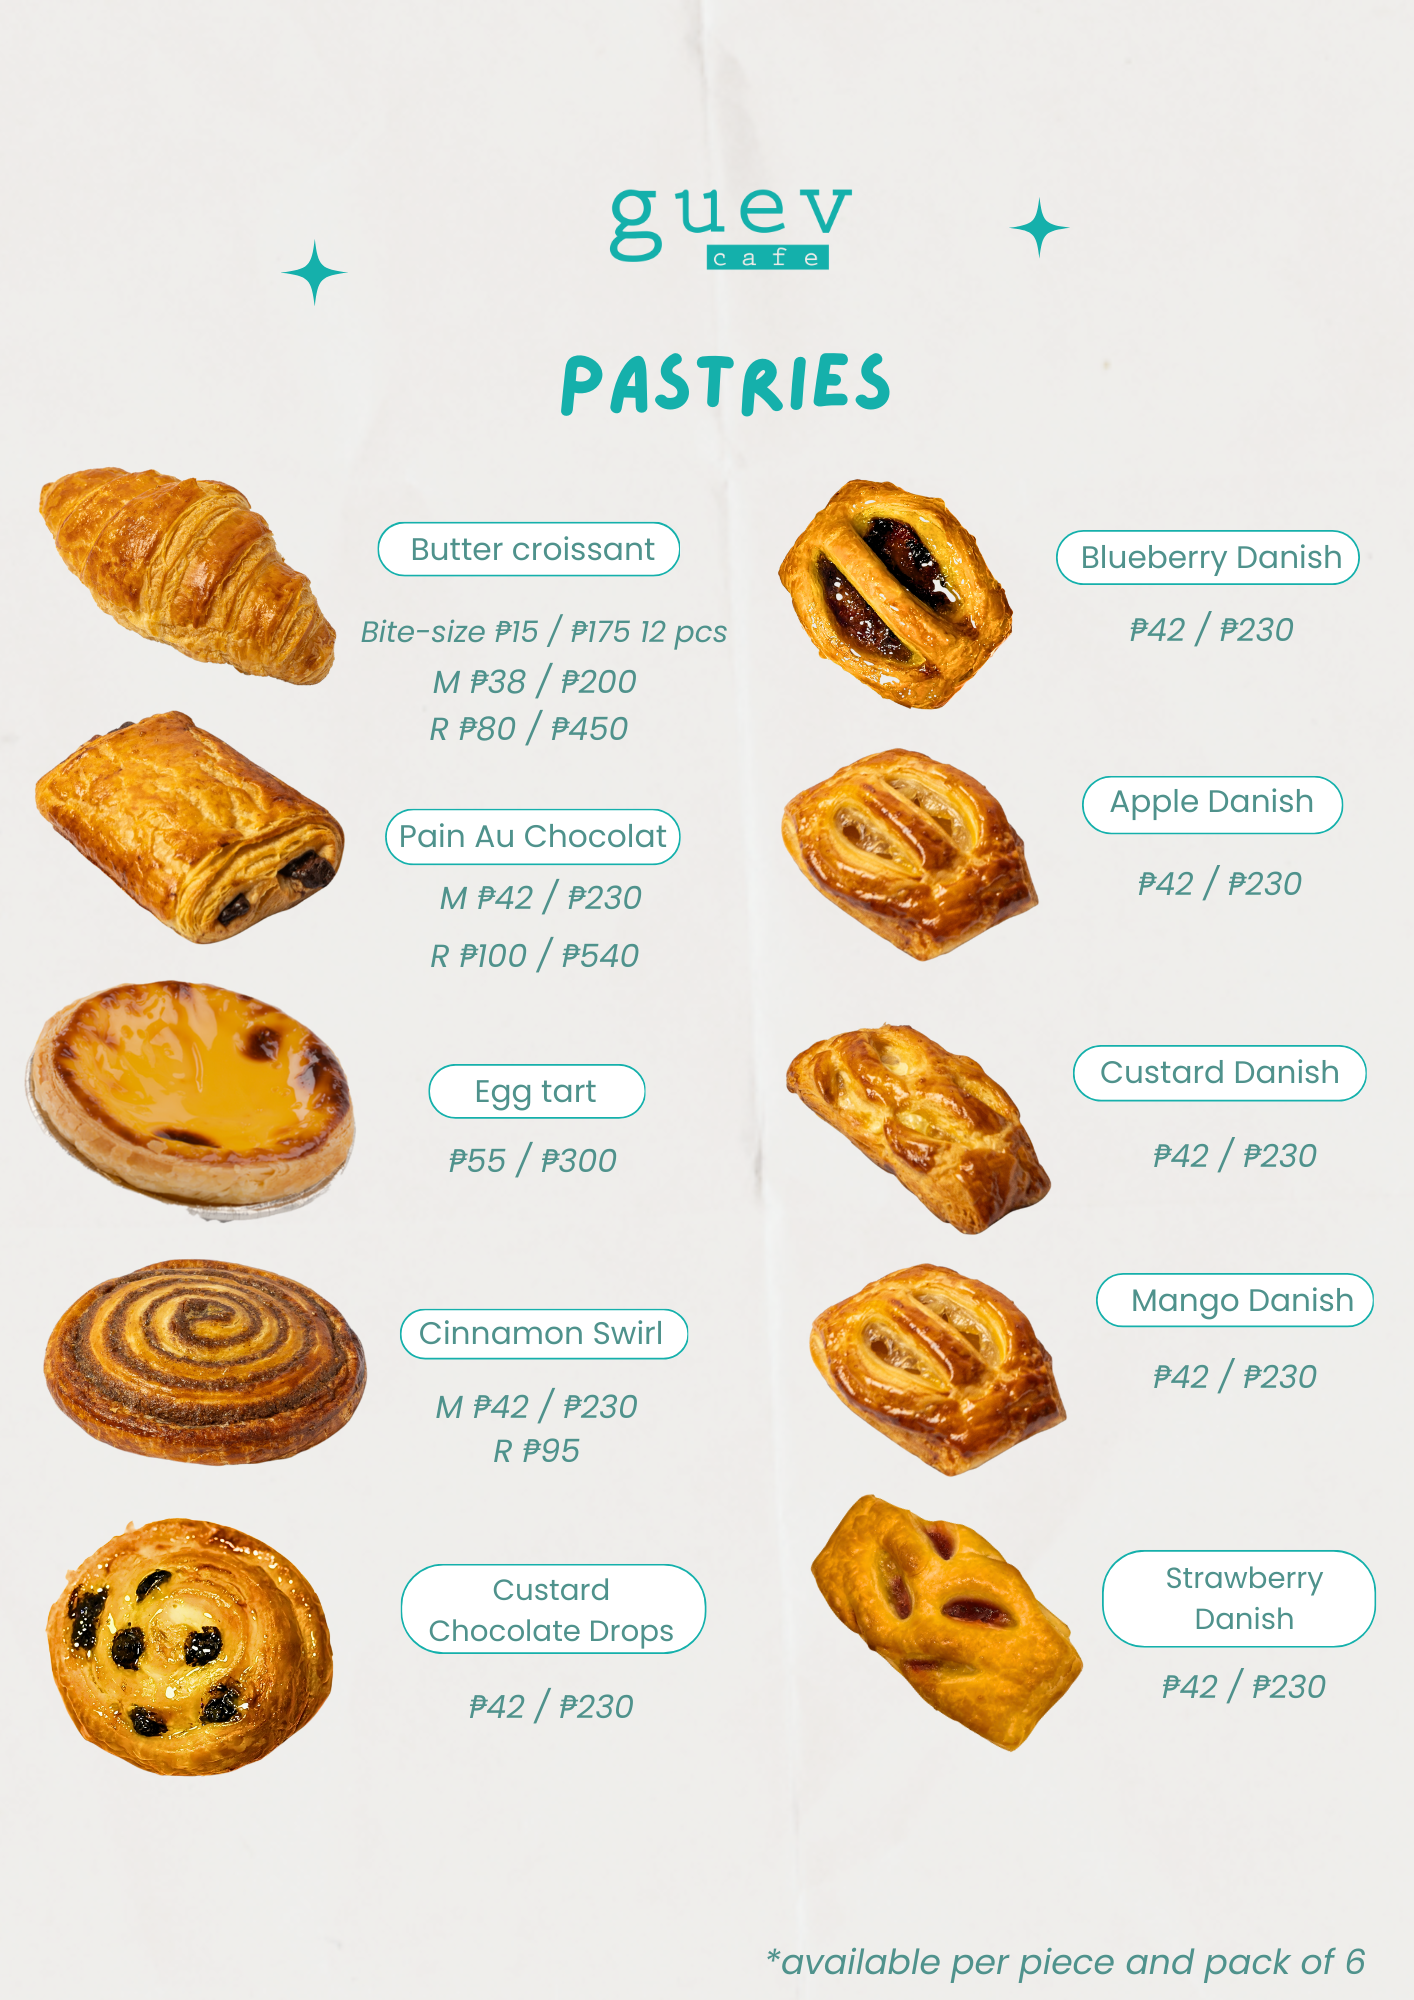 guev
cafe
PASTRIES
Butter croissant
Bite-size ₱15 / ₱175 12 pcs
M ₱38 / ₱200
R ₱80 / ₱450
Pain Au Chocolat
M ₱42 / ₱230
R ₱100 / ₱540
Egg tart
₱55 / ₱300
Cinnamon Swirl
M ₱42 / ₱230
R ₱95
Custard
Chocolate Drops
₱42 / ₱230
Blueberry Danish
₱42 / ₱230
Apple Danish
₱42 / ₱230
Custard Danish
₱42 / ₱230
Mango Danish
₱42 / ₱230
Strawberry
Danish
₱42 / ₱230
*available per piece and pack of 6